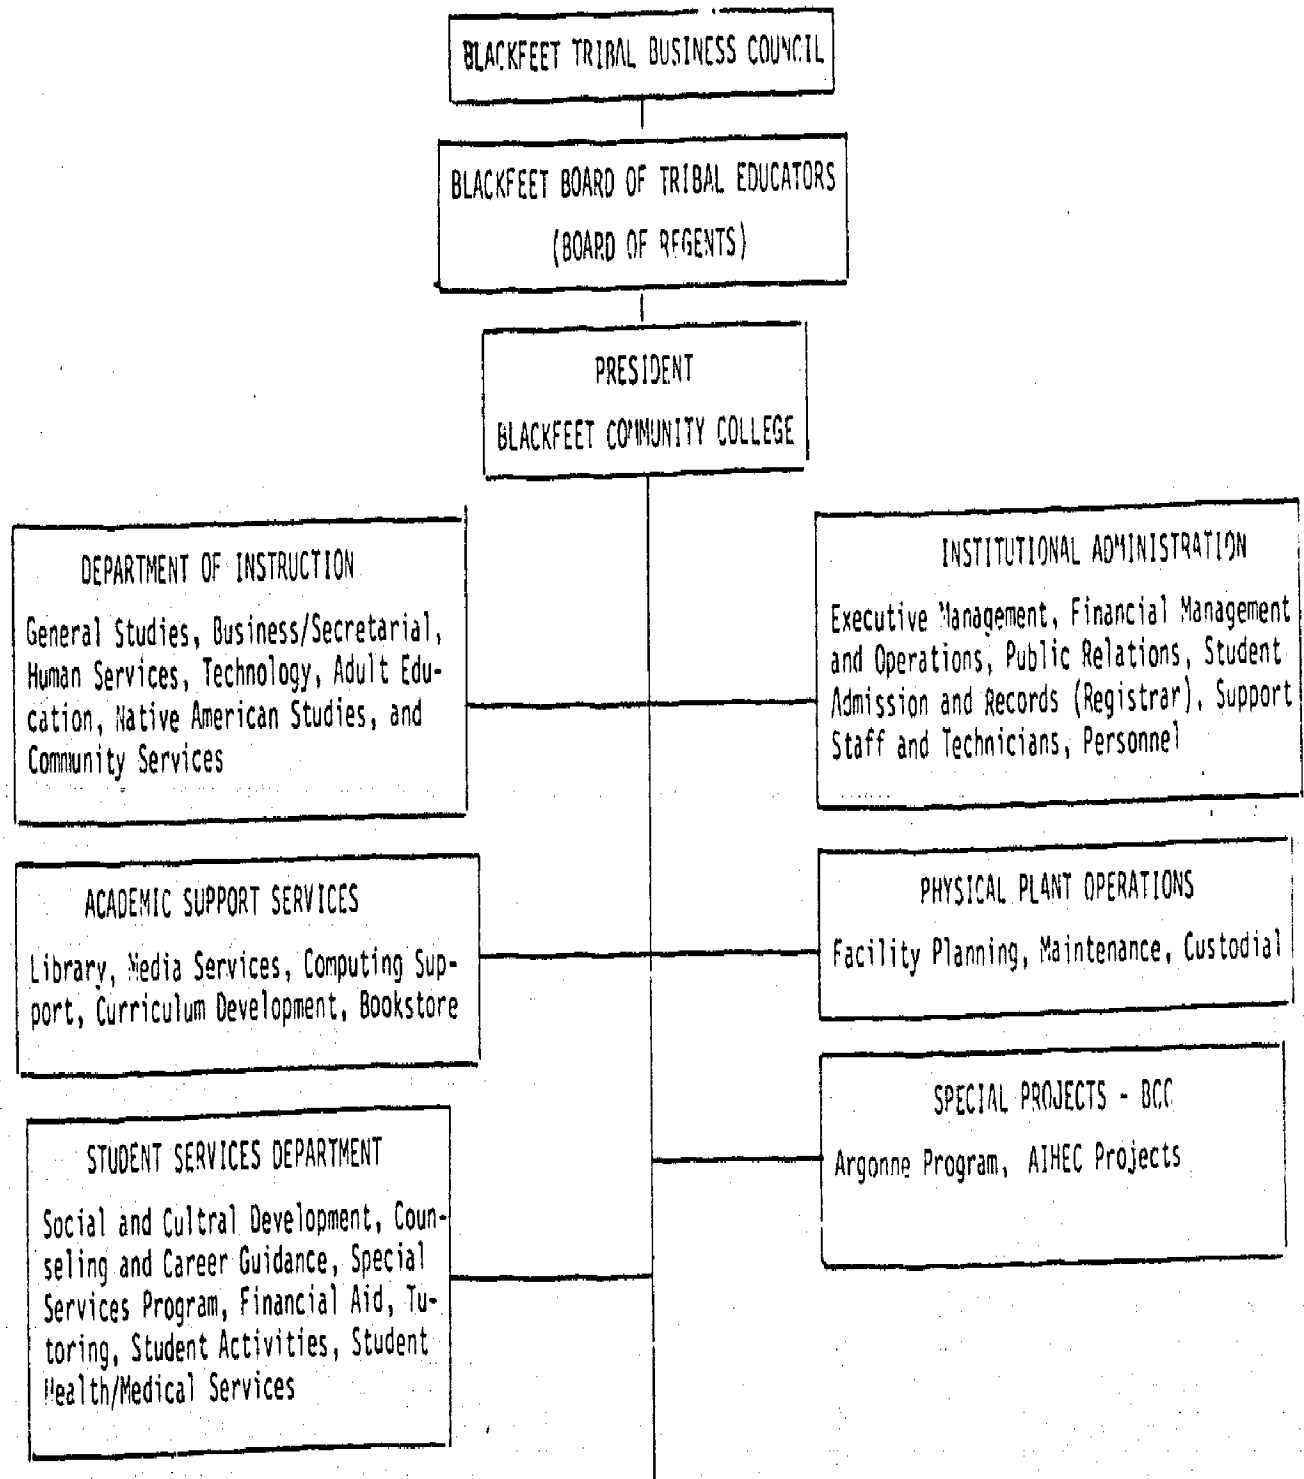 BLACKFEET TRIBAL BUSINESS COUNCIL
BLACKFEET BOARD OF TRIBAL EDUCATORS
(BOARD OF REGENTS)
PRESIDENT
BLACKFEET COMMUNITY COLLEGE
DEPARTMENT OF INSTRUCTION
General Studies, Business/Secretarial,
Human Services, Technology, Adult Edu-
cation, Native American Studies, and
Community Services
INSTITUTIONAL ADMINISTRATION
Executive Management, Financial Management
and Operations, Public Relations, Student
Admission and Records (Registrar), Support
Staff and Technicians, Personnel
ACADEMIC SUPPORT SERVICES
Library, Media Services, Computing Sup-
port, Curriculum Development, Bookstore
PHYSICAL PLANT OPERATIONS
Facility Planning, Maintenance, Custodial
STUDENT SERVICES DEPARTMENT
Social and Cultral Development, Coun-
seling and Career Guidance, Special
Services Program, Financial Aid, Tu-
toring, Student Activities, Student
Health/Medical Services
SPECIAL PROJECTS - BCC
Argonne Program, AIHEC Projects